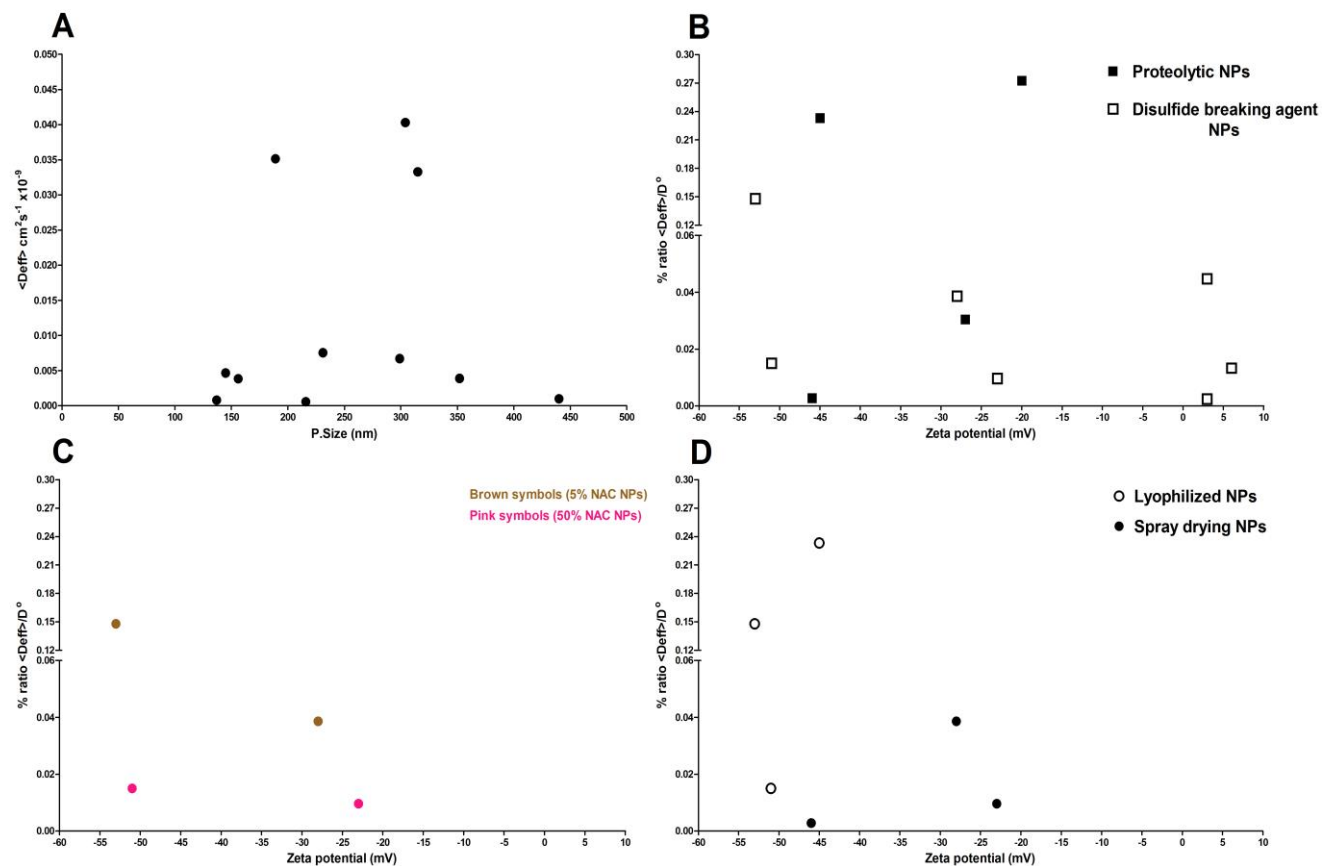 A
0.050
0.045
0.040
0.035
0.030
0.025
0.020
0.015
0.010
0.005
0.000
<Deff> cm²s⁻¹ x10⁻⁹
0 50 100 150 200 250 300 350 400 450 500
P.Size (nm)
B
0.30
0.27
0.24
0.21
0.18
0.15
0.12
0.06
0.04
0.02
0.00
% ratio <Deff>/D°
Proteolytic NPs
Disulfide breaking agent
NPs
-60 -55 -50 -45 -40 -35 -30 -25 -20 -15 -10 -5 0 5 10
Zeta potential (mV)
C
0.30
0.27
0.24
0.21
0.18
0.15
0.12
0.06
0.04
0.02
0.00
% ratio <Deff>/D°
Brown symbols (5% NAC NPs)
Pink symbols (50% NAC NPs)
-60 -55 -50 -45 -40 -35 -30 -25 -20 -15 -10 -5 0 5 10
Zeta potential (mV)
D
0.30
0.27
0.24
0.21
0.18
0.15
0.12
0.06
0.04
0.02
0.00
% ratio <Deff>/D°
Lyophilized NPs
Spray drying NPs
-60 -55 -50 -45 -40 -35 -30 -25 -20 -15 -10 -5 0 5 10
Zeta potential (mV)